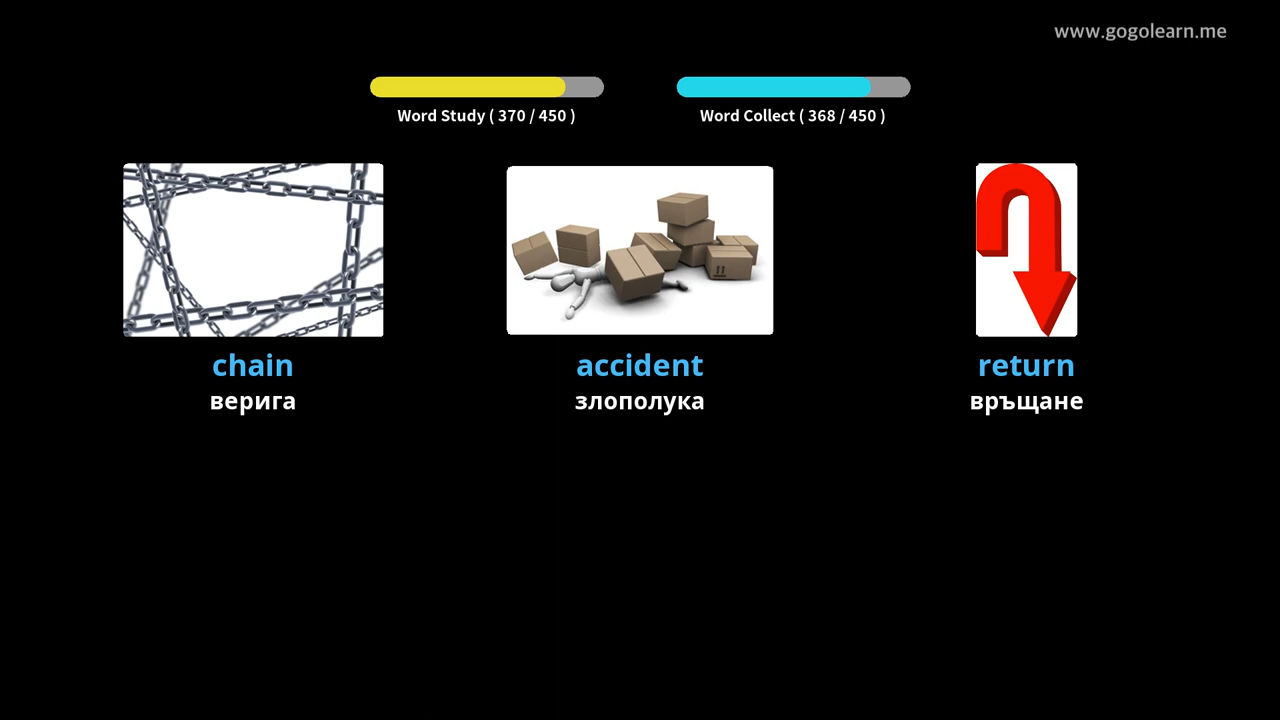 www.gogolearn.me
Word Study ( 370 / 450 )
Word Collect ( 368 / 450 )
chain
accident
return
верига
злополука
връщане